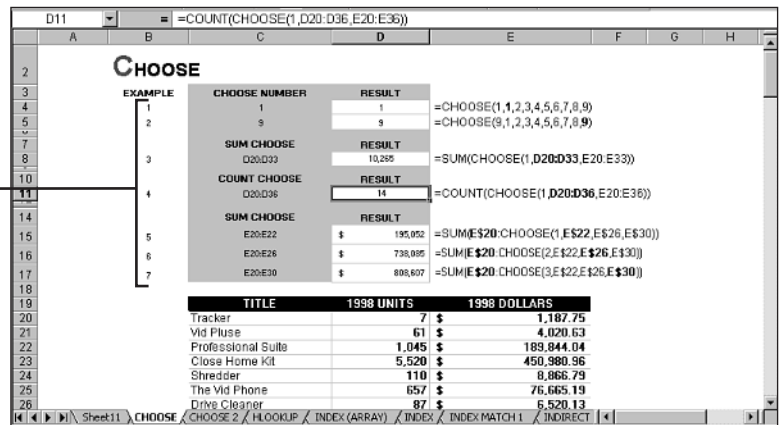 D11 = =COUNT(CHOOSE(1,D20:D36,E20:E36))
A B C D E F G H
2 CHOOSE
3 EXAMPLE CHOOSE NUMBER RESULT
4 1 1 1 =CHOOSE(1,1,2,3,4,5,6,7,8,9)
5 2 9 9 =CHOOSE(9,1,2,3,4,5,6,7,8,9)
7 SUM CHOOSE RESULT
8 3 D20:D33 10,265 =SUM(CHOOSE(1,D20:D33,E20:E33))
10 COUNT CHOOSE RESULT
11 4 D20:D36 14 =COUNT(CHOOSE(1,D20:D36,E20:E36))
14 SUM CHOOSE RESULT
15 5 E20:E22 $ 195,052 =SUM(E$20:CHOOSE(1,E$22,E$26,E$30))
16 6 E20:E26 $ 738,085 =SUM(E$20:CHOOSE(2,E$22,E$26,E$30))
17 7 E20:E30 $ 808,607 =SUM(E$20:CHOOSE(3,E$22,E$26,E$30))
18
19 TITLE 1998 UNITS 1998 DOLLARS
20 Tracker 7 $ 1,187.75
21 Vid Pluse 61 $ 4,020.63
22 Professional Suite 1,045 $ 189,844.04
23 Close Home Kit 5,520 $ 450,980.96
24 Shredder 110 $ 8,866.79
25 The Vid Phone 657 $ 76,665.19
26 Drive Cleaner 87 $ 6,520.13
Sheet11 CHOOSE CHOOSE 2 HLOOKUP INDEX (ARRAY) INDEX INDEX MATCH 1 INDIRECT